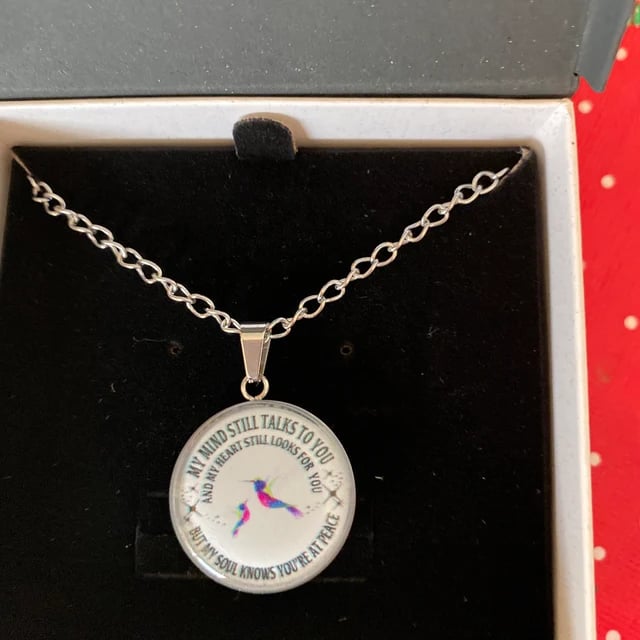 MY MIND STILL TALKS TO YOU
AND MY HEART STILL LOOKS FOR YOU
BUT MY SOUL KNOWS YOU'RE AT PEACE